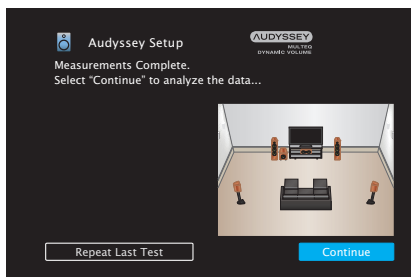 Audyssey Setup
AUDYSSEY
MULTEQ
DYNAMIC VOLUME
Measurements Complete.
Select “Continue” to analyze the data...
Repeat Last Test
Continue